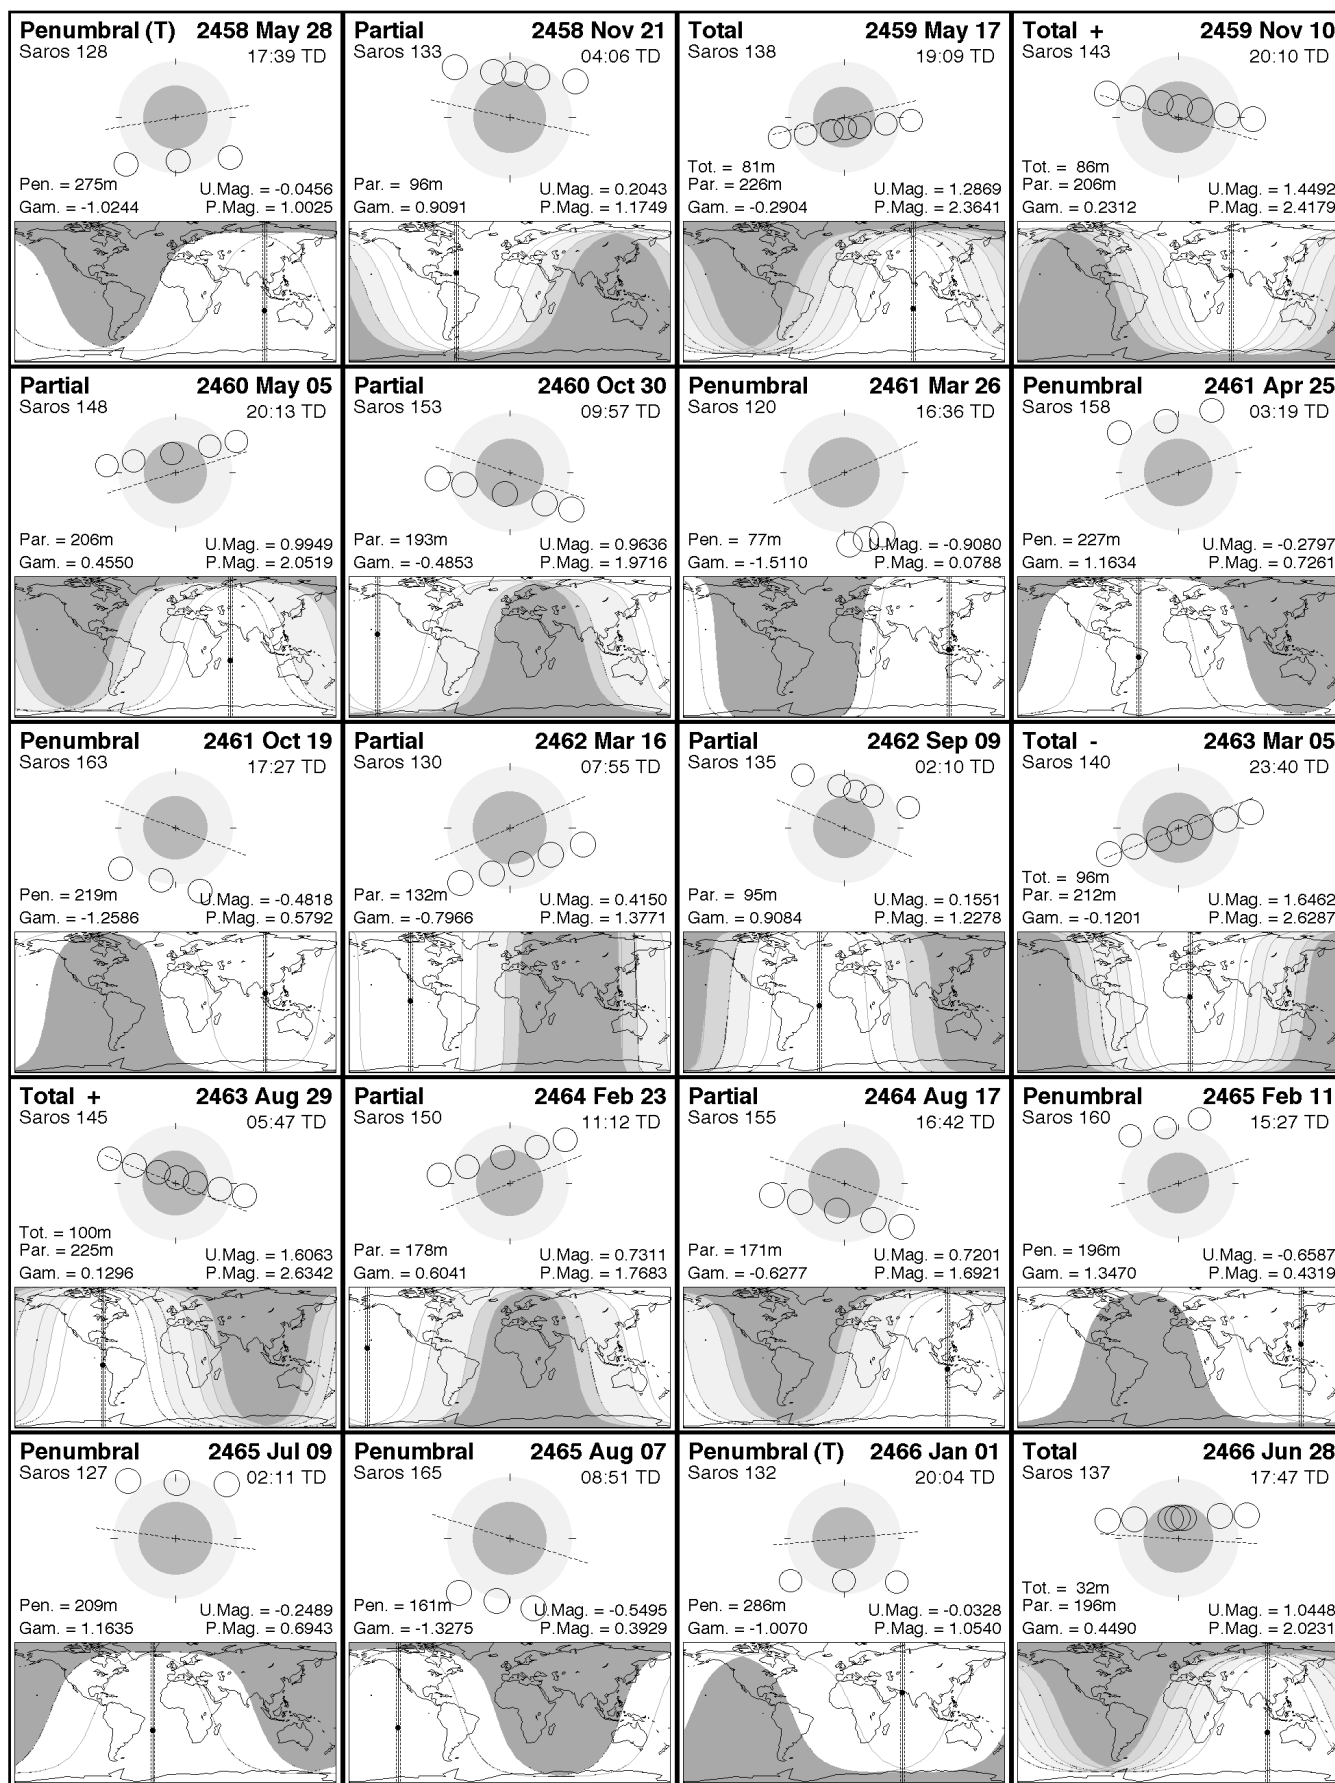 Penumbral (T) 2458 May 28
Saros 128 17:39 TD
Pen. = 275m U.Mag. = -0.0456
Gam. = -1.0244 P.Mag. = 1.0025
Partial 2458 Nov 21
Saros 133 04:06 TD
Par. = 96m U.Mag. = 0.2043
Gam. = 0.9091 P.Mag. = 1.1749
Total 2459 May 17
Saros 138 19:09 TD
Tot. = 81m
Par. = 226m U.Mag. = 1.2869
Gam. = -0.2904 P.Mag. = 2.3641
Total + 2459 Nov 10
Saros 143 20:10 TD
Tot. = 86m
Par. = 206m U.Mag. = 1.4492
Gam. = 0.2312 P.Mag. = 2.4179
Partial 2460 May 05
Saros 148 20:13 TD
Par. = 206m U.Mag. = 0.9949
Gam. = 0.4550 P.Mag. = 2.0519
Partial 2460 Oct 30
Saros 153 09:57 TD
Par. = 193m U.Mag. = 0.9636
Gam. = -0.4853 P.Mag. = 1.9716
Penumbral 2461 Mar 26
Saros 120 16:36 TD
Pen. = 77m U.Mag. = -0.9080
Gam. = -1.5110 P.Mag. = 0.0788
Penumbral 2461 Apr 25
Saros 158 03:19 TD
Pen. = 227m U.Mag. = -0.2797
Gam. = 1.1634 P.Mag. = 0.7261
Penumbral 2461 Oct 19
Saros 163 17:27 TD
Pen. = 219m U.Mag. = -0.4818
Gam. = -1.2586 P.Mag. = 0.5792
Partial 2462 Mar 16
Saros 130 07:55 TD
Par. = 132m U.Mag. = 0.4150
Gam. = -0.7966 P.Mag. = 1.3771
Partial 2462 Sep 09
Saros 135 02:10 TD
Par. = 95m U.Mag. = 0.1551
Gam. = 0.9084 P.Mag. = 1.2278
Total - 2463 Mar 05
Saros 140 23:40 TD
Tot. = 96m
Par. = 212m U.Mag. = 1.6462
Gam. = -0.1201 P.Mag. = 2.6287
Total + 2463 Aug 29
Saros 145 05:47 TD
Tot. = 100m
Par. = 225m U.Mag. = 1.6063
Gam. = 0.1296 P.Mag. = 2.6342
Partial 2464 Feb 23
Saros 150 11:12 TD
Par. = 178m U.Mag. = 0.7311
Gam. = 0.6041 P.Mag. = 1.7683
Partial 2464 Aug 17
Saros 155 16:42 TD
Par. = 171m U.Mag. = 0.7201
Gam. = -0.6277 P.Mag. = 1.6921
Penumbral 2465 Feb 11
Saros 160 15:27 TD
Pen. = 196m U.Mag. = -0.6587
Gam. = 1.3470 P.Mag. = 0.4319
Penumbral 2465 Jul 09
Saros 127 02:11 TD
Pen. = 209m U.Mag. = -0.2489
Gam. = 1.1635 P.Mag. = 0.6943
Penumbral 2465 Aug 07
Saros 165 08:51 TD
Pen. = 161m U.Mag. = -0.5495
Gam. = -1.3275 P.Mag. = 0.3929
Penumbral (T) 2466 Jan 01
Saros 132 20:04 TD
Pen. = 286m U.Mag. = -0.0328
Gam. = -1.0070 P.Mag. = 1.0540
Total 2466 Jun 28
Saros 137 17:47 TD
Tot. = 32m
Par. = 196m U.Mag. = 1.0448
Gam. = 0.4490 P.Mag. = 2.0231